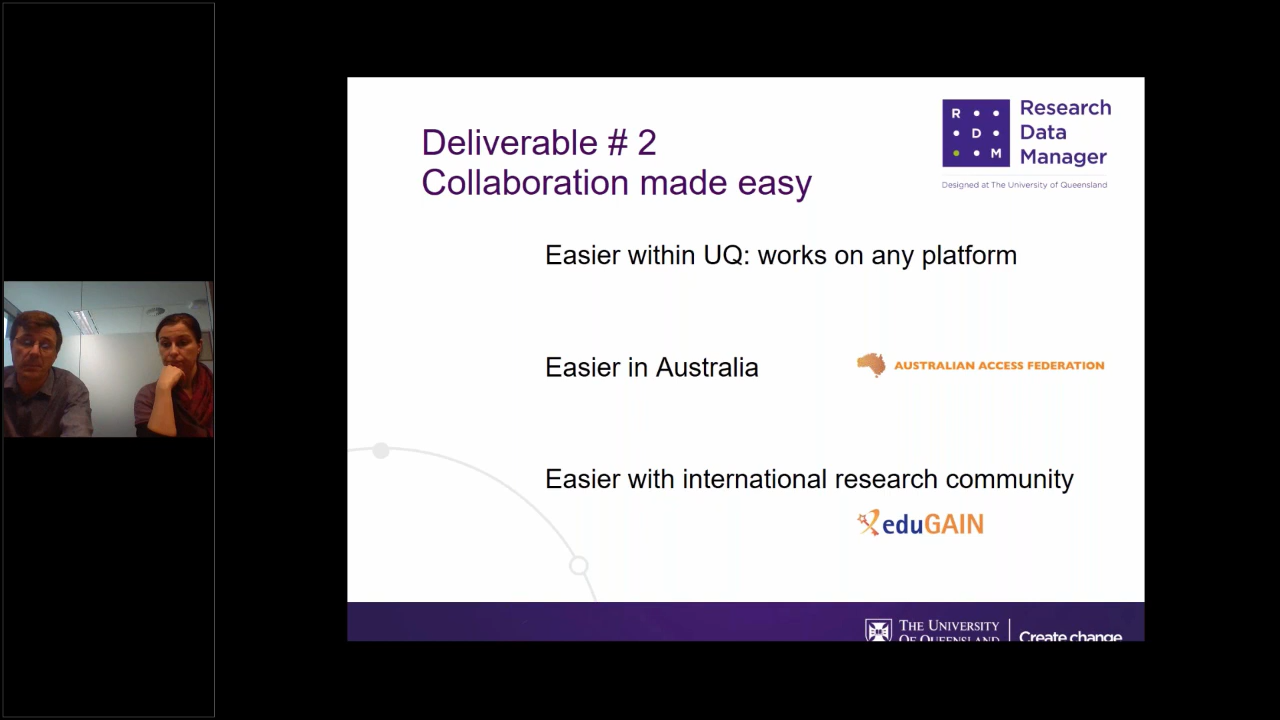 Deliverable # 2
Collaboration made easy
R
D
M
Research
Data
Manager
Designed at The University of Queensland
Easier within UQ: works on any platform
Easier in Australia
AUSTRALIAN ACCESS FEDERATION
Easier with international research community
eduGAIN
THE UNIVERSITY
OF QUEENSLAND
Create change